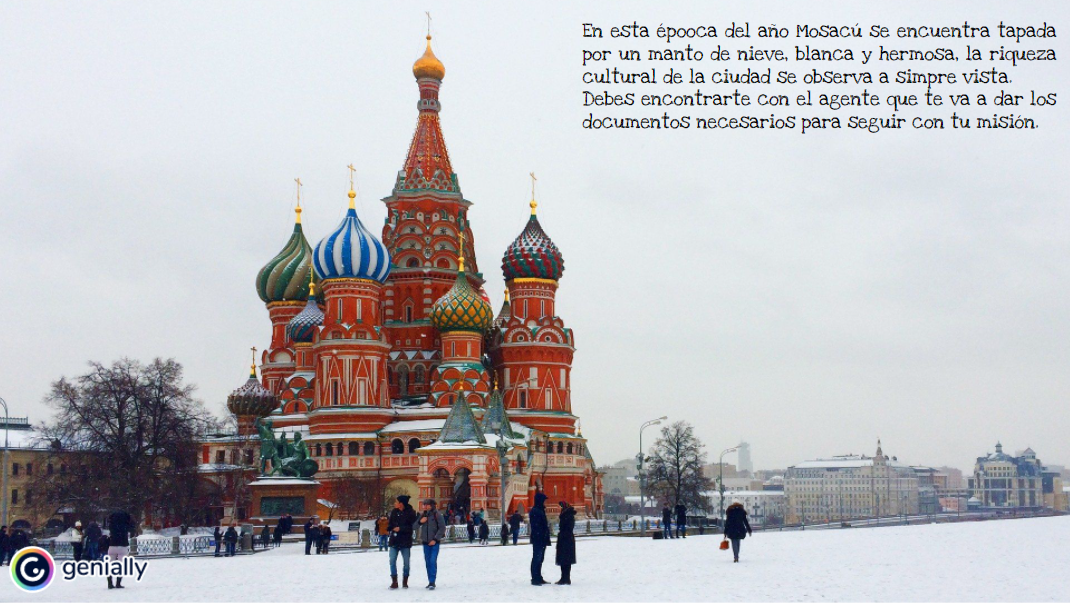 En esta épooca del año Mosacú se encuentra tapada
por un manto de nieve, blanca y hermosa, la riqueza
cultural de la ciudad se observa a simpre vista.
Debes encontrarte con el agente que te va a dar los
documentos necesarios para seguir con tu misión.
genially